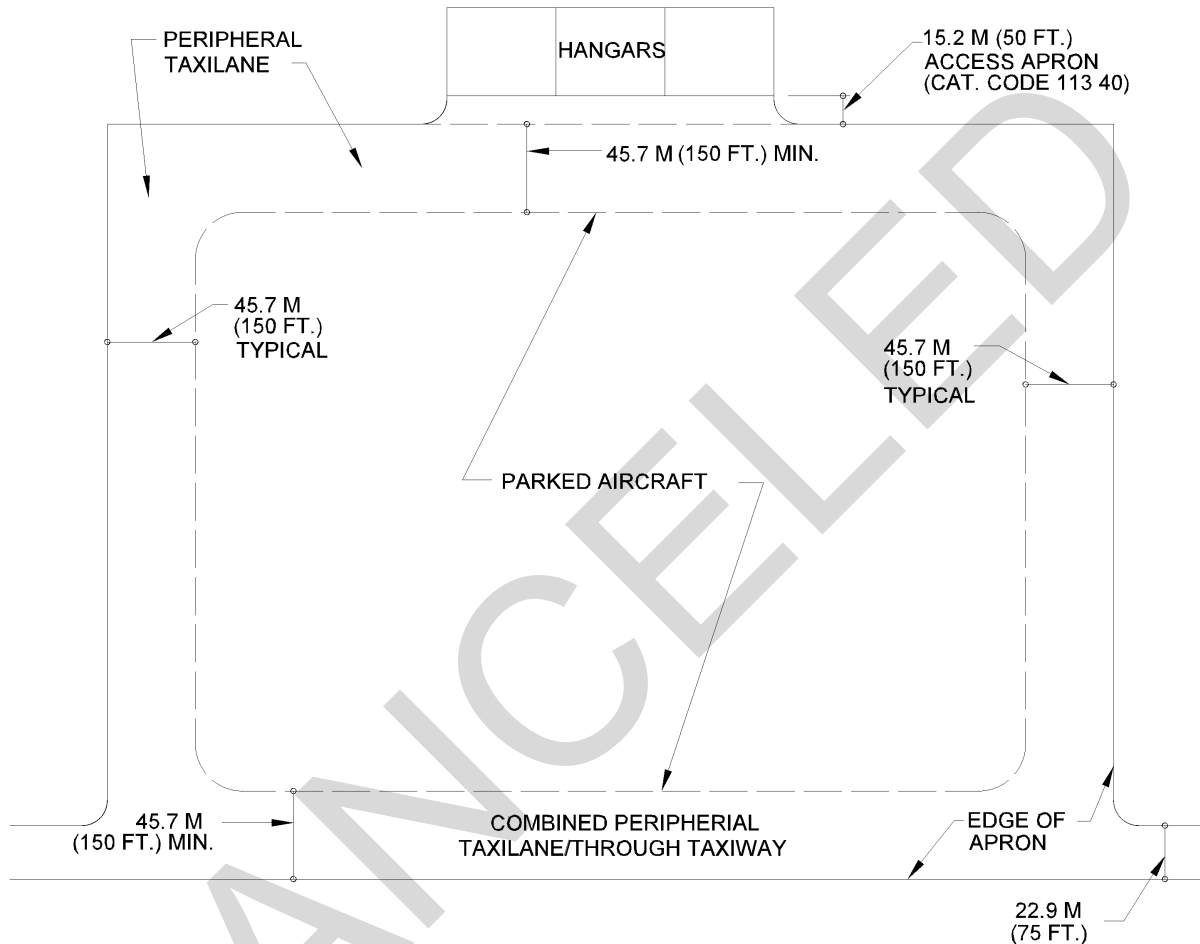 PERIPHERAL
TAXILANE
HANGARS
15.2 M (50 FT.)
ACCESS APRON
(CAT. CODE 113 40)
45.7 M (150 FT.) MIN.
45.7 M
(150 FT.)
TYPICAL
45.7 M
(150 FT.)
TYPICAL
PARKED AIRCRAFT
45.7 M
(150 FT.) MIN.
COMBINED PERIPHERIAL
TAXILANE/THROUGH TAXIWAY
EDGE OF
APRON
22.9 M
(75 FT.)
ANCELED